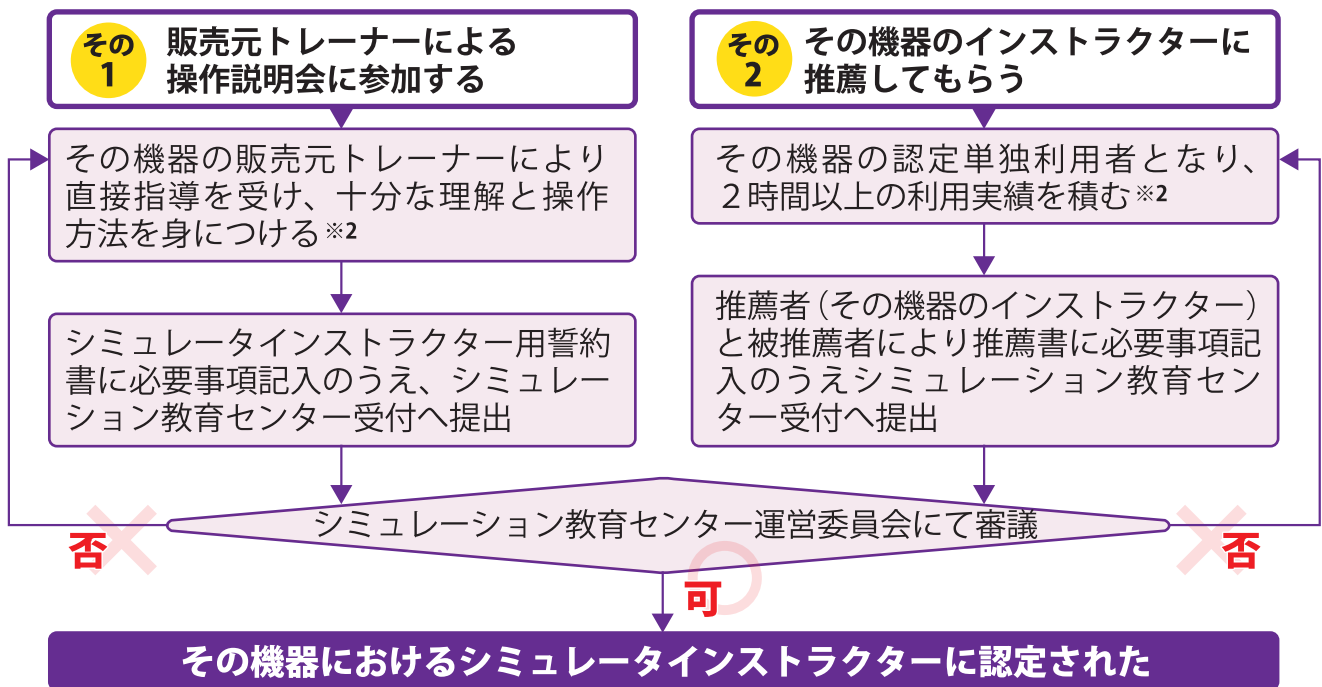 その
1
販売元トレーナーによる
操作説明会に参加する
その機器の販売元トレーナーにより
直接指導を受け、十分な理解と操作
方法を身につける※2
シミュレータインストラクター用誓約
書に必要事項記入のうえ、シミュレー
ション教育センター受付へ提出
その
2
その機器のインストラクターに
推薦してもらう
その機器の認定単独利用者となり、
２時間以上の利用実績を積む※2
推薦者（その機器のインストラクター）
と被推薦者により推薦書に必要事項記
入のうえシミュレーション教育セン
ター受付へ提出
シミュレーション教育センター運営委員会にて審議
否
否
可
その機器におけるシミュレータインストラクターに認定された